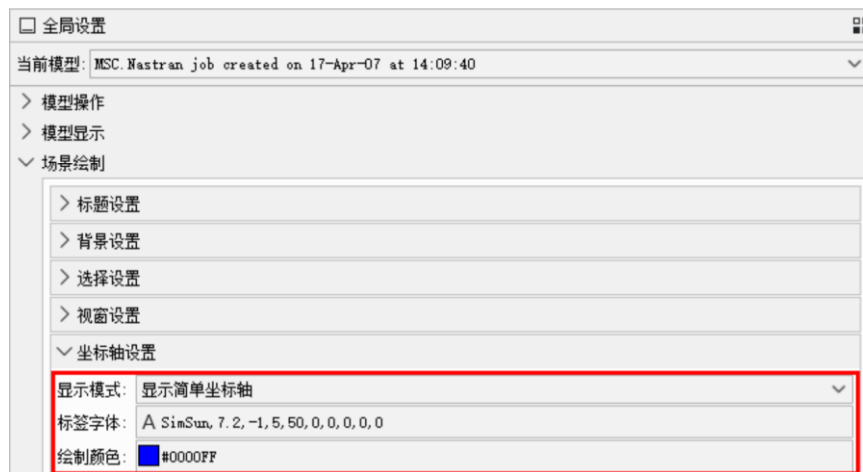 全局设置
当前模型: MSC.Nastran job created on 17-Apr-07 at 14:09:40
模型操作
模型显示
场景绘制
标题设置
背景设置
选择设置
视窗设置
坐标轴设置
显示模式: 显示简单坐标轴
标签字体: A SimSun, 7.2, -1, 5, 50, 0, 0, 0, 0, 0
绘制颜色: #0000FF